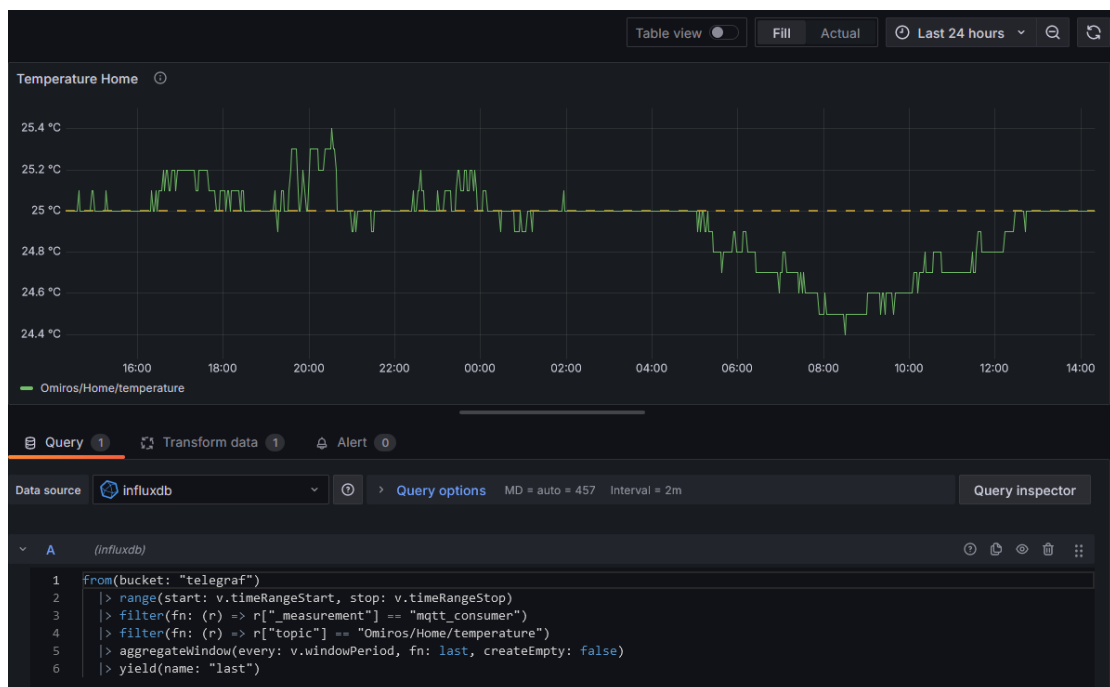 Table view Fill Actual Last 24 hours
Temperature Home
25.4 °C
25.2 °C
25 °C
24.8 °C
24.6 °C
24.4 °C
16:00 18:00 20:00 22:00 00:00 02:00 04:00 06:00 08:00 10:00 12:00 14:00
Omiros/Home/temperature
Query 1 Transform data 1 Alert 0
Data source influxdb Query options MD = auto = 457 Interval = 2m Query inspector
A (influxdb)
1 from(bucket: "telegraf")
2 |> range(start: v.timeRangeStart, stop: v.timeRangeStop)
3 |> filter(fn: (r) => r["_measurement"] == "mqtt_consumer")
4 |> filter(fn: (r) => r["topic"] == "Omiros/Home/temperature")
5 |> aggregateWindow(every: v.windowPeriod, fn: last, createEmpty: false)
6 |> yield(name: "last")